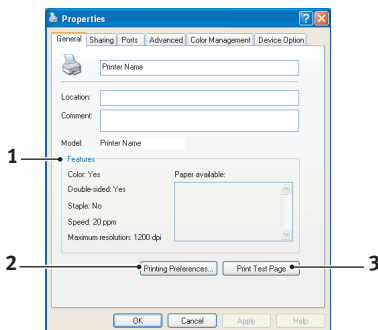 Properties
General Sharing Ports Advanced Color Management Device Option
Printer Name
Location:
Comment:
Model: Printer Name
1
Features
Color: Yes
Paper available:
Double-sided: Yes
Staple: No
Speed: 20 ppm
Maximum resolution: 1200 dpi
2
Printing Preferences... Print Test Page
3
OK Cancel Apply Help